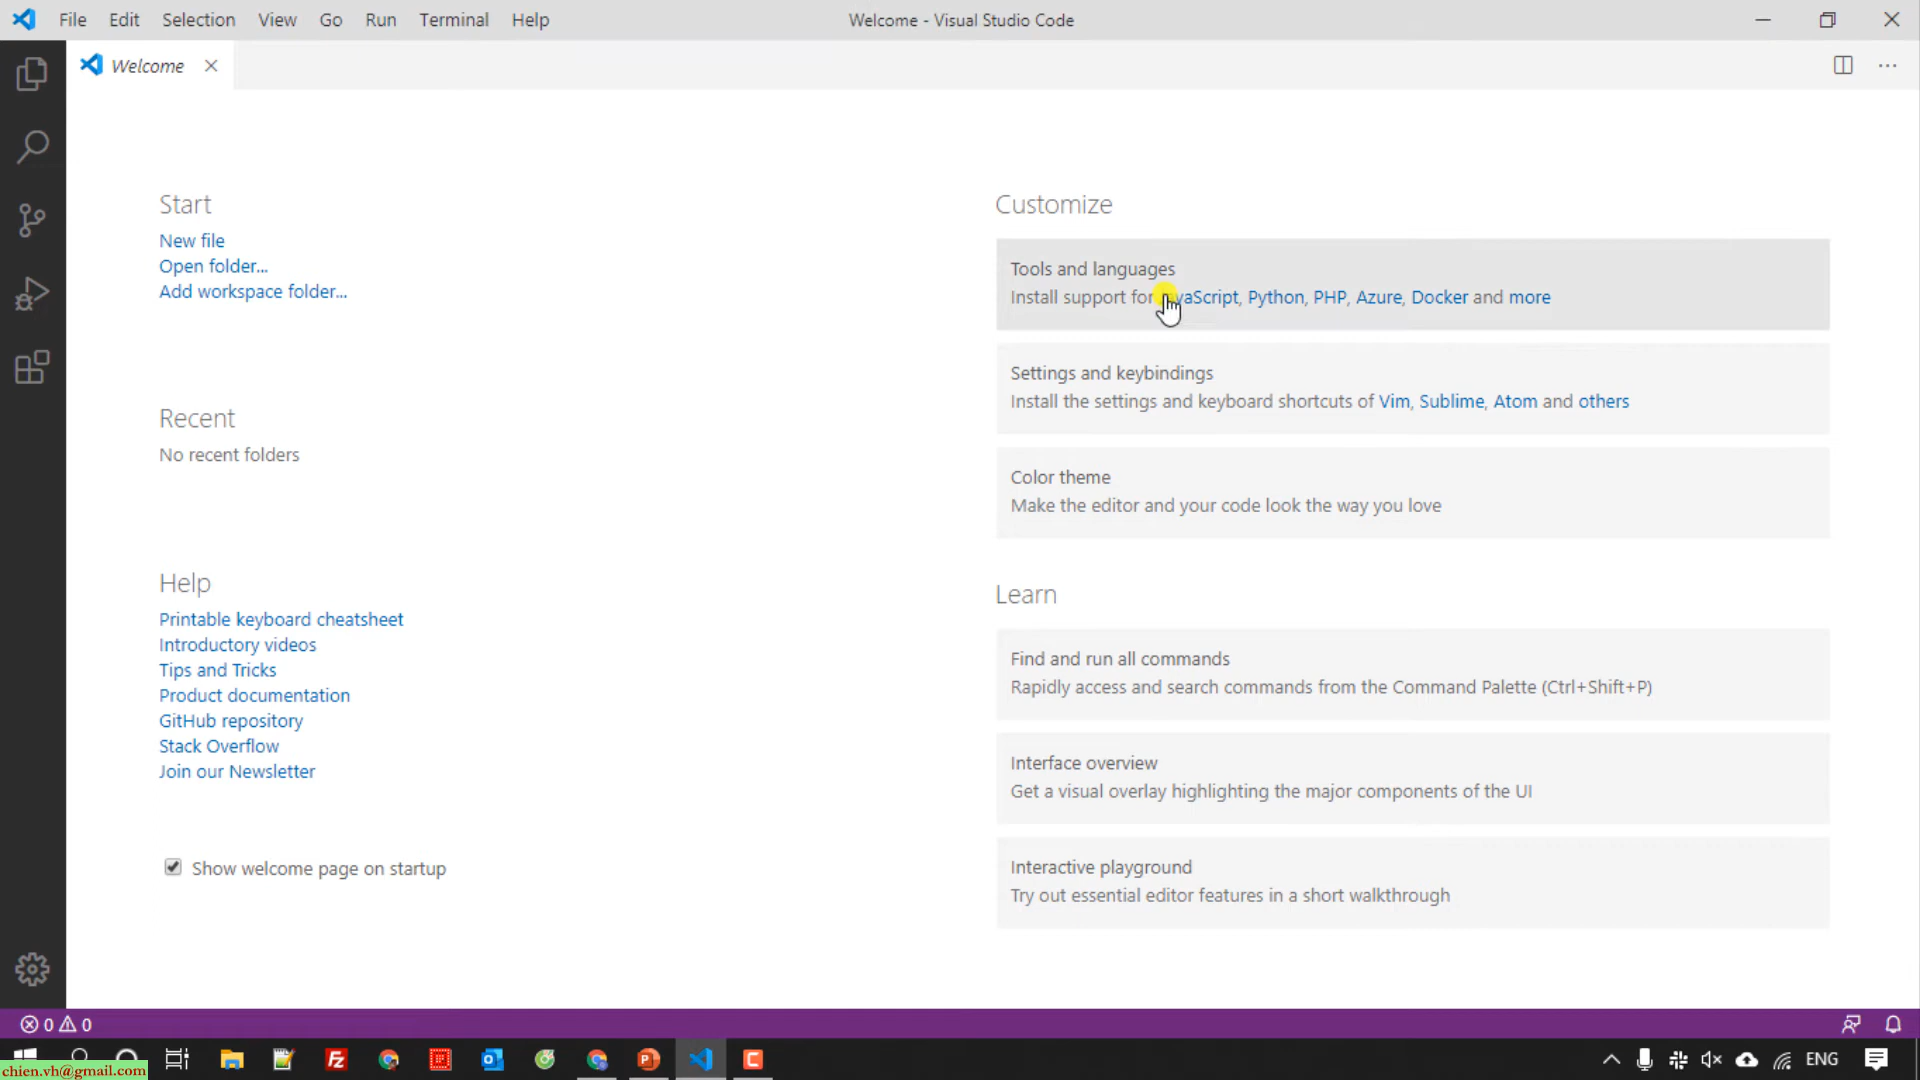 File Edit Selection View Go Run Terminal Help
Welcome - Visual Studio Code
Welcome
Start
New file
Open folder...
Add workspace folder...
Recent
No recent folders
Help
Printable keyboard cheatsheet
Introductory videos
Tips and Tricks
Product documentation
GitHub repository
Stack Overflow
Join our Newsletter
Show welcome page on startup
Customize
Tools and languages
Install support for JavaScript, Python, PHP, Azure, Docker and more
Settings and keybindings
Install the settings and keyboard shortcuts of Vim, Sublime, Atom and others
Color theme
Make the editor and your code look the way you love
Learn
Find and run all commands
Rapidly access and search commands from the Command Palette (Ctrl+Shift+P)
Interface overview
Get a visual overlay highlighting the major components of the UI
Interactive playground
Try out essential editor features in a short walkthrough
0 0
ENG
chien.vh@gmail.com